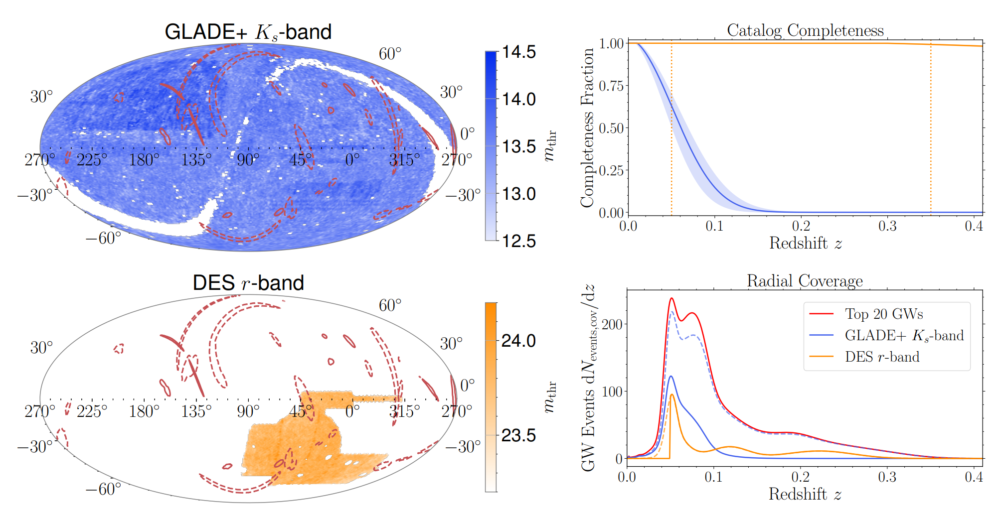 GLADE+ Kₛ-band
60°
30°
30°
0°
270° 225° 180° 135° 90° 45° 0° 315° 270°
−30°
−30°
−60°
14.5
14.0
13.5
13.0
12.5
m_thr
Catalog Completeness
Completeness Fraction
1.00
0.75
0.50
0.25
0.00
0.0 0.1 0.2 0.3 0.4
Redshift z
DES r-band
60°
30°
30°
0°
270° 225° 180° 135° 90° 45° 0° 315° 270°
−30°
−30°
−60°
24.0
23.5
m_thr
Radial Coverage
GW Events dN_events,cov/dz
200
100
0
Top 20 GWs
GLADE+ Kₛ-band
DES r-band
0.0 0.1 0.2 0.3 0.4
Redshift z